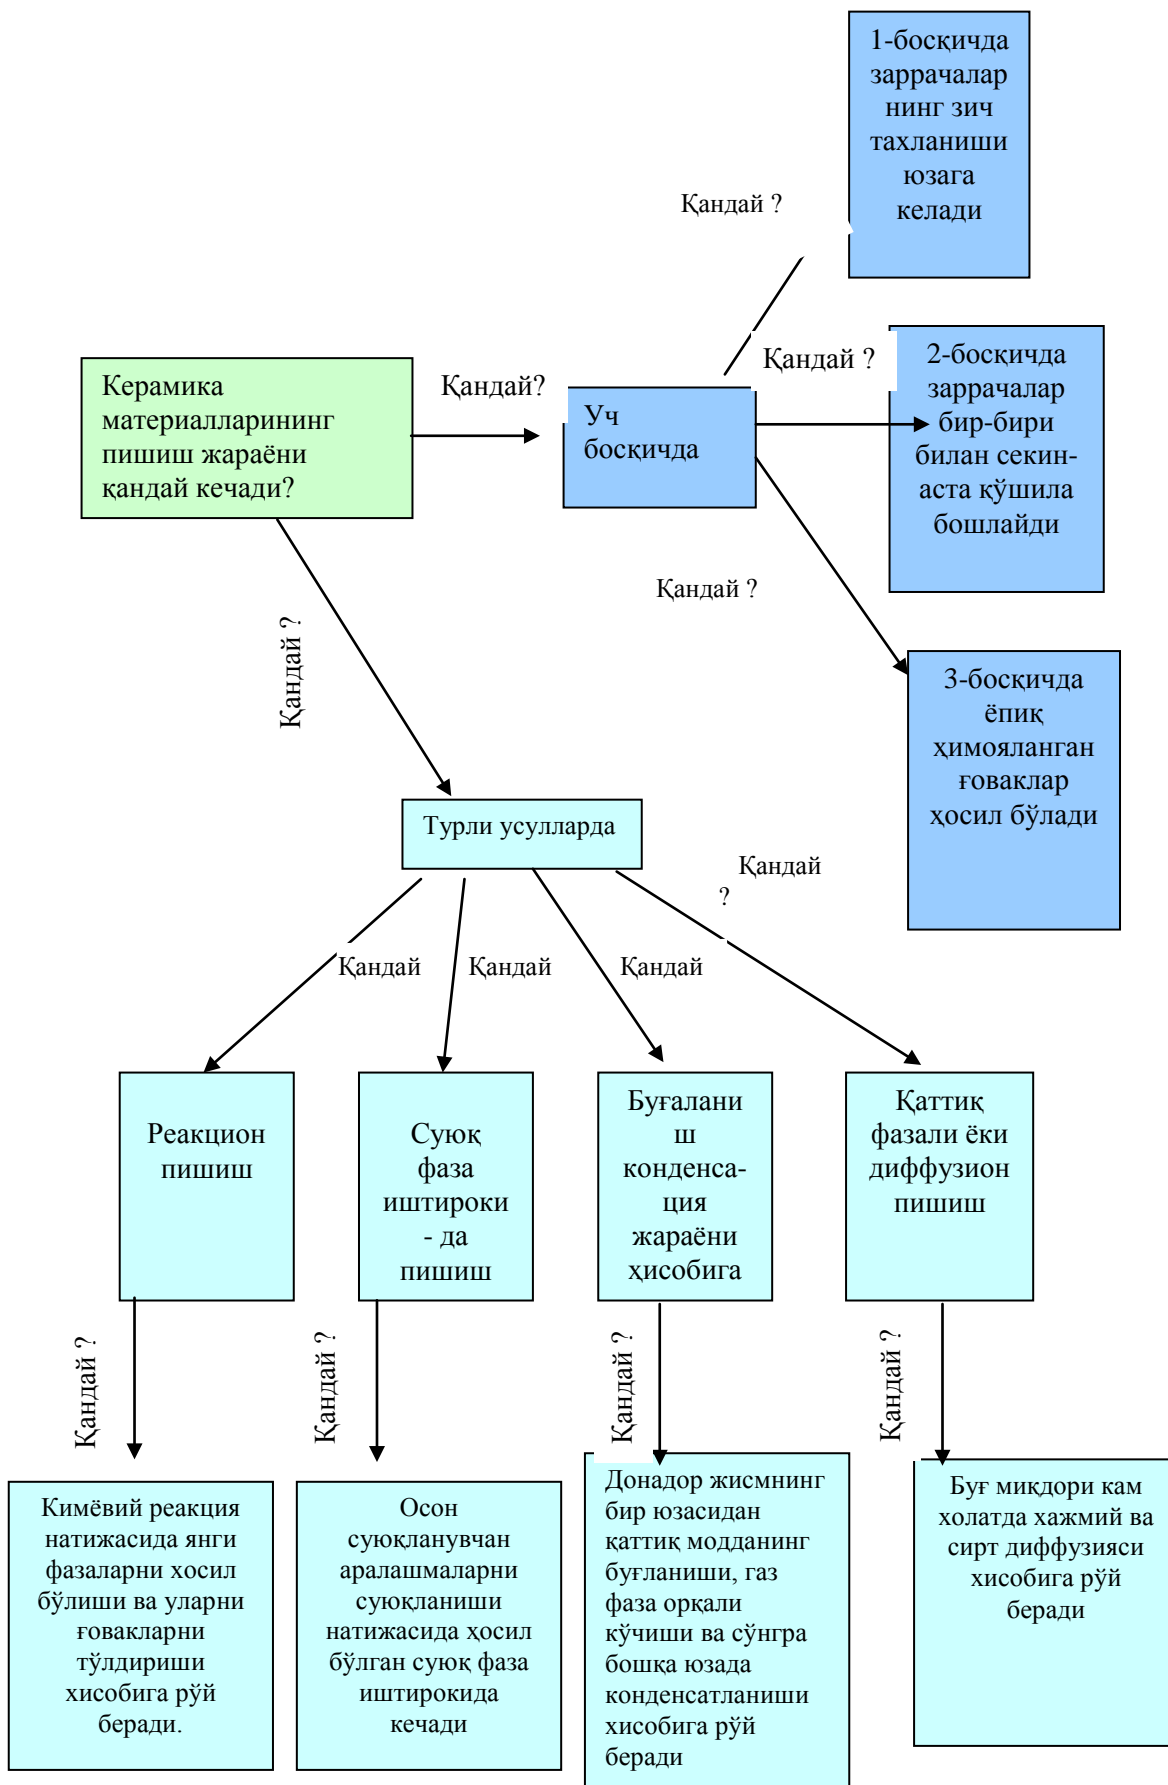 1-босқичда
заррачалар
нинг зич
тахланиши
юзага
келади
Қандай ?
Керамика
материалларининг
пишиш жараёни
қандай кечади?
Қандай?
Уч
босқичда
Қандай ?
2-босқичда
заррачалар
бир-бири
билан секин-
аста қўшила
бошлайди
Қандай ?
3-босқичда
ёпиқ
ҳимояланган
ғоваклар
ҳосил бўлади
Қандай ?
Турли усулларда
Қандай
?
Қандай
Қандай
Қандай
Реакцион
пишиш
Суюқ
фаза
иштироки
- да
пишиш
Буғалани
ш
конденса-
ция
жараёни
ҳисобига
Қаттиқ
фазали ёки
диффузион
пишиш
Қандай ?
Қандай ?
Қандай ?
Қандай ?
Кимёвий реакция
натижасида янги
фазаларни хосил
бўлиши ва уларни
ғовакларни
тўлдириши
хисобига рўй
беради.
Осон
суюқланувчан
аралашмаларни
суюқланиши
натижасида ҳосил
бўлган суюқ фаза
иштирокида
кечади
Донадор жисмнинг
бир юзасидан
қаттиқ модданинг
буғланиши, газ
фаза орқали
кўчиши ва сўнгра
бошқа юзада
конденсатланиши
хисобига рўй
беради
Буғ миқдори кам
холатда хажмий ва
сирт диффузияси
хисобига рўй
беради